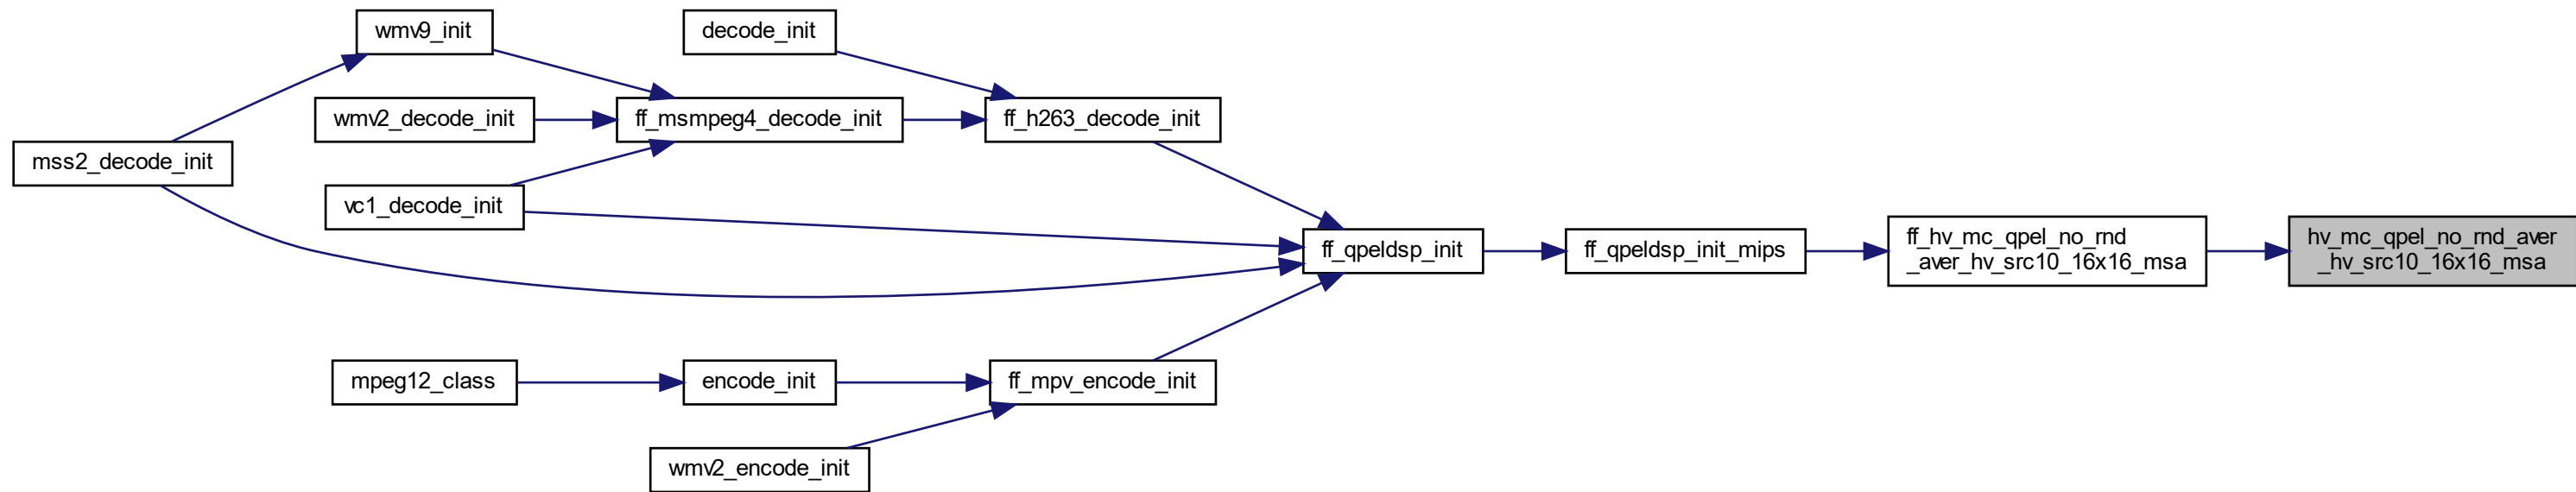 wmv9_init
decode_init
wmv2_decode_init
ff_msmpeg4_decode_init
ff_h263_decode_init
mss2_decode_init
vc1_decode_init
ff_qpeldsp_init
ff_qpeldsp_init_mips
ff_hv_mc_qpel_no_rnd
_aver_hv_src10_16x16_msa
hv_mc_qpel_no_rnd_aver
_hv_src10_16x16_msa
mpeg12_class
encode_init
ff_mpv_encode_init
wmv2_encode_init